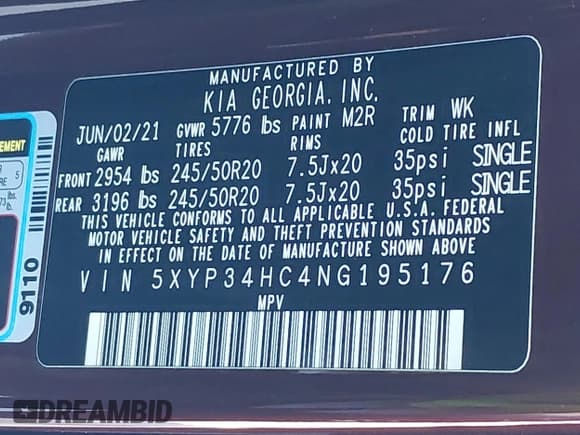 MANUFACTURED BY
KIA GEORGIA, INC.
JUN/02/21 GVWR 5776 lbs PAINT M2R TRIM WK
GAWR TIRES RIMS COLD TIRE INFL
FRONT 2954 lbs 245/50R20 7.5Jx20 35psi SINGLE
REAR 3196 lbs 245/50R20 7.5Jx20 35psi SINGLE
THIS VEHICLE CONFORMS TO ALL APPLICABLE U.S.A. FEDERAL
MOTOR VEHICLE SAFETY AND THEFT PREVENTION STANDARDS
IN EFFECT ON THE DATE OF MANUFACTURE SHOWN ABOVE
VIN 5XYP34HC4NG195176
MPV
5
9110
DREAMBID